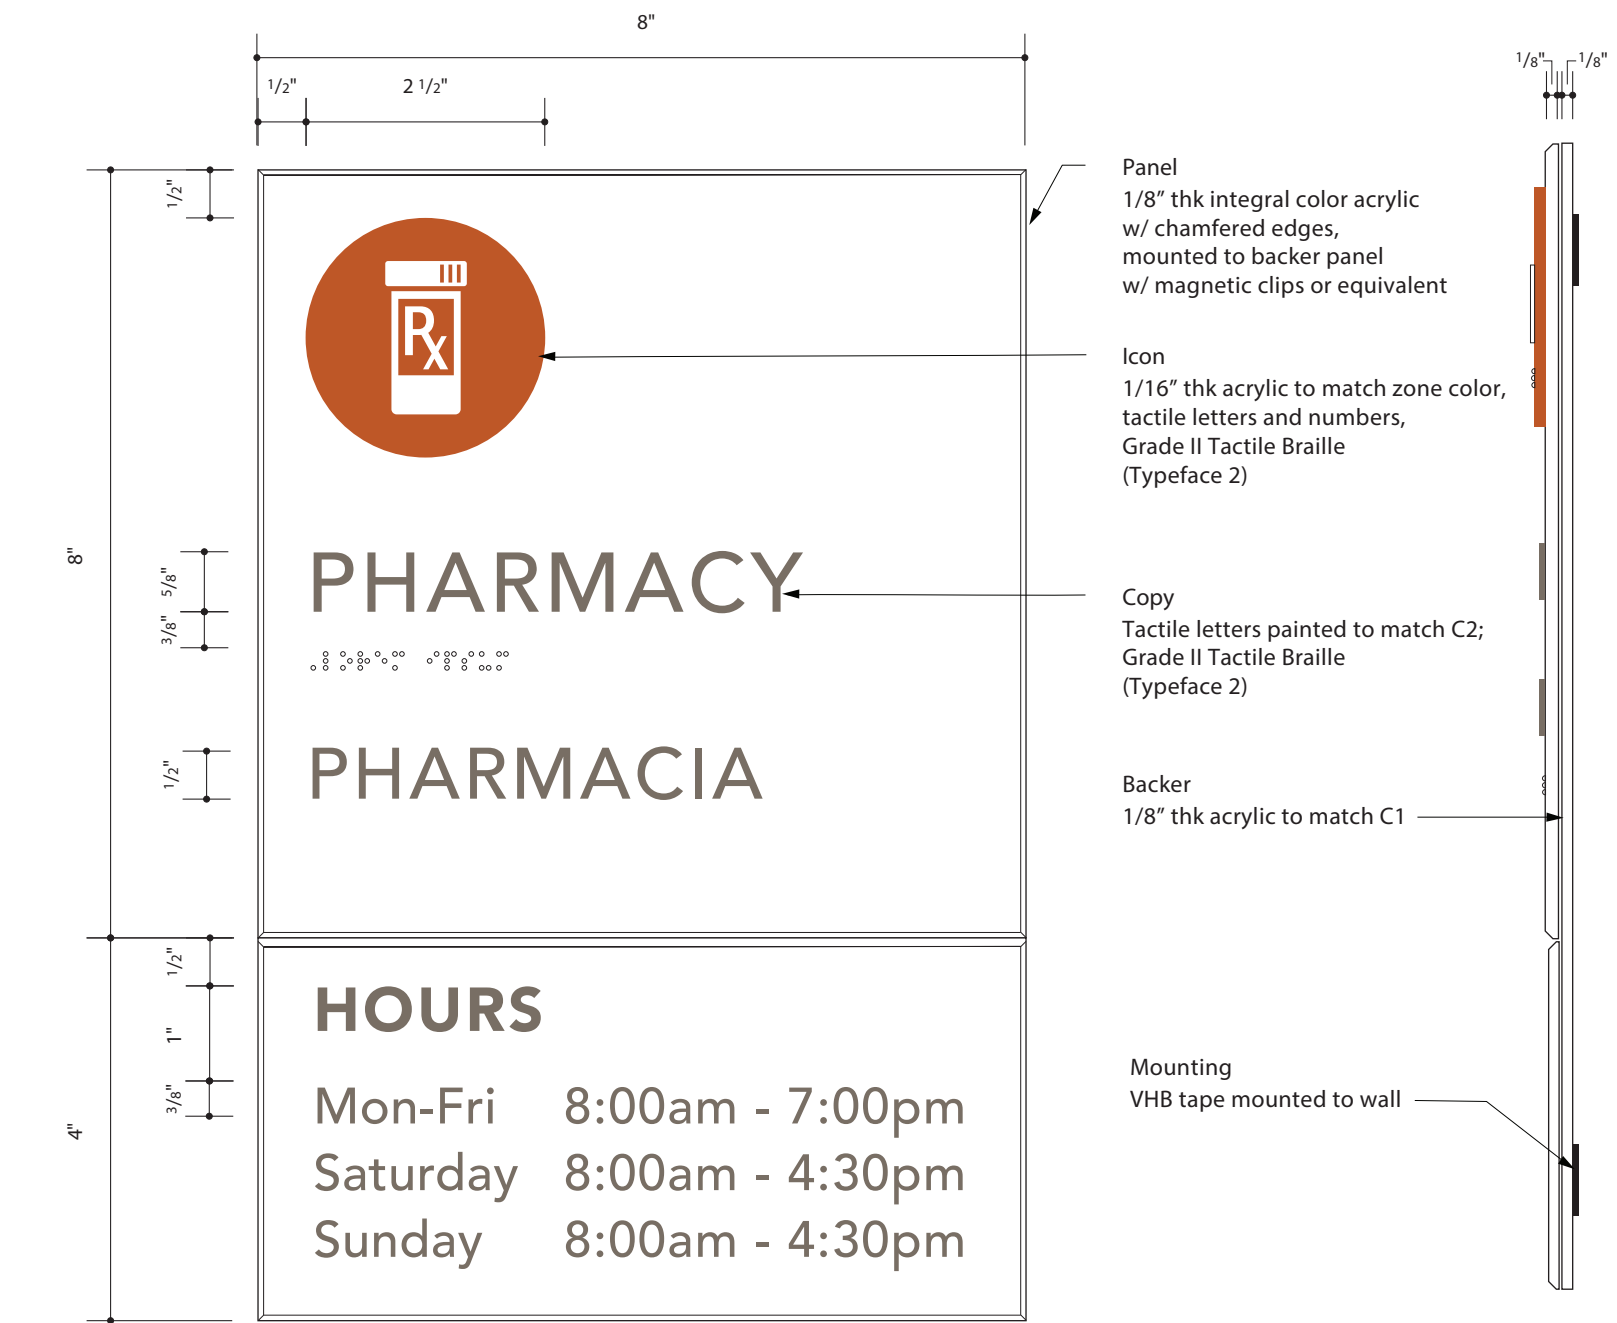 8"
1/2"
2 1/2"
1/8"
1/8"
1/2"
8"
5/8"
3/8"
1/2"
1/2"
1"
3/8"
4"
Rx
PHARMACY
PHARMACIA
HOURS
Mon-Fri 8:00am - 7:00pm
Saturday 8:00am - 4:30pm
Sunday 8:00am - 4:30pm
Panel
1/8” thk integral color acrylic
w/ chamfered edges,
mounted to backer panel
w/ magnetic clips or equivalent
Icon
1/16” thk acrylic to match zone color,
tactile letters and numbers,
Grade II Tactile Braille
(Typeface 2)
Copy
Tactile letters painted to match C2;
Grade II Tactile Braille
(Typeface 2)
Backer
1/8” thk acrylic to match C1
Mounting
VHB tape mounted to wall